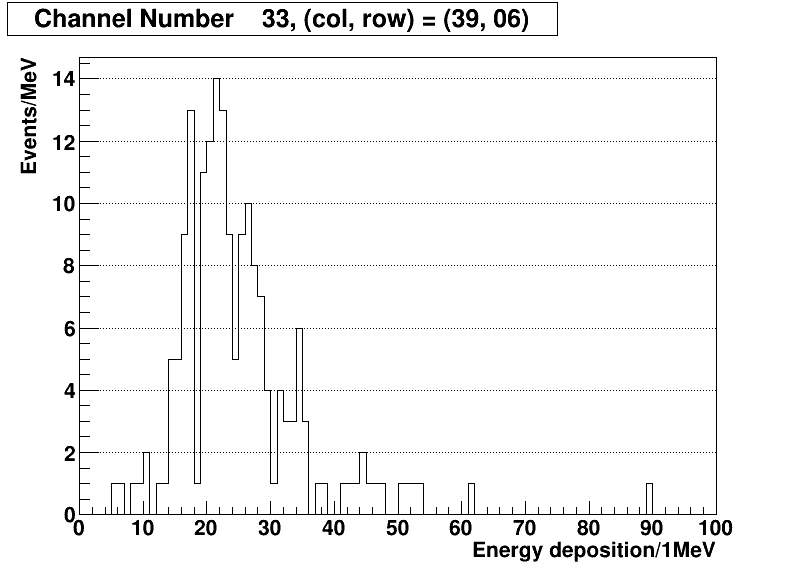 Channel Number 33, (col, row) = (39, 06)
Events/MeV
14
12
10
8
6
4
2
0
0 10 20 30 40 50 60 70 80 90 100
Energy deposition/1MeV